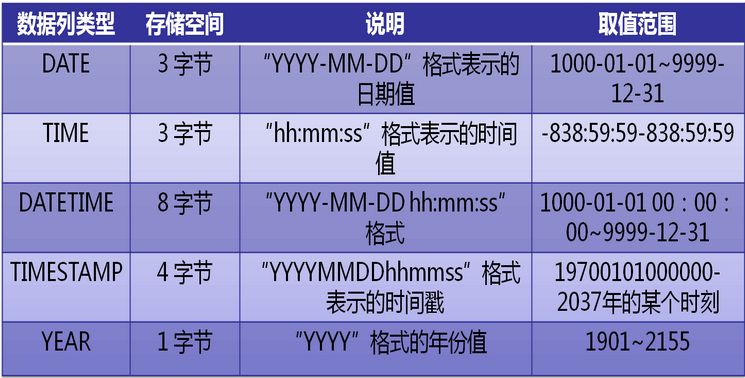 数据列类型 存储空间 说明 取值范围
DATE 3 字节 “YYYY-MM-DD”格式表示的 1000-01-01~9999-
日期值 12-31
TIME 3 字节 “hh:mm:ss”格式表示的时间 -838:59:59-838:59:59
值
DATETIME 8 字节 “YYYY-MM-DD hh:mm:ss” 1000-01-01 00：00：
格式 00~9999-12-31
TIMESTAMP 4 字节 “YYYYMMDDhhmmss”格式 19700101000000-
表示的时间戳 2037年的某个时刻
YEAR 1 字节 “YYYY”格式的年份值 1901~2155